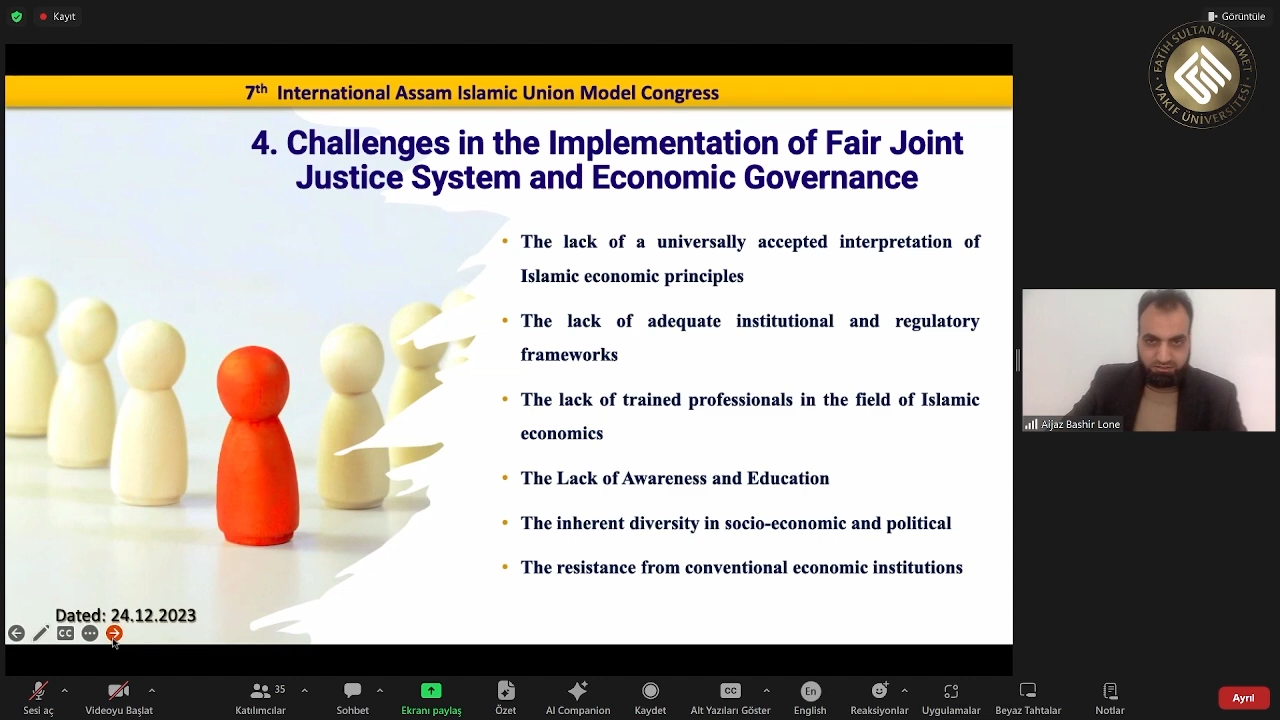 Kayıt
Görüntüle
FATİH SULTAN MEHMET
VAKIF ÜNİVERSİTESİ
7th International Assam Islamic Union Model Congress
4. Challenges in the Implementation of Fair Joint
Justice System and Economic Governance
• The lack of a universally accepted interpretation of
Islamic economic principles
• The lack of adequate institutional and regulatory
frameworks
• The lack of trained professionals in the field of Islamic
economics
• The Lack of Awareness and Education
• The inherent diversity in socio-economic and political
• The resistance from conventional economic institutions
Aijaz Bashir Lone
Dated: 24.12.2023
CC
Sesi aç
Videoyu Başlat
35
Katılımcılar
Sohbet
Ekranı paylaş
Özet
AI Companion
Kaydet
CC
Alt Yazıları Göster
En
English
Reaksiyonlar
Uygulamalar
Beyaz Tahtalar
Notlar
Ayrıl